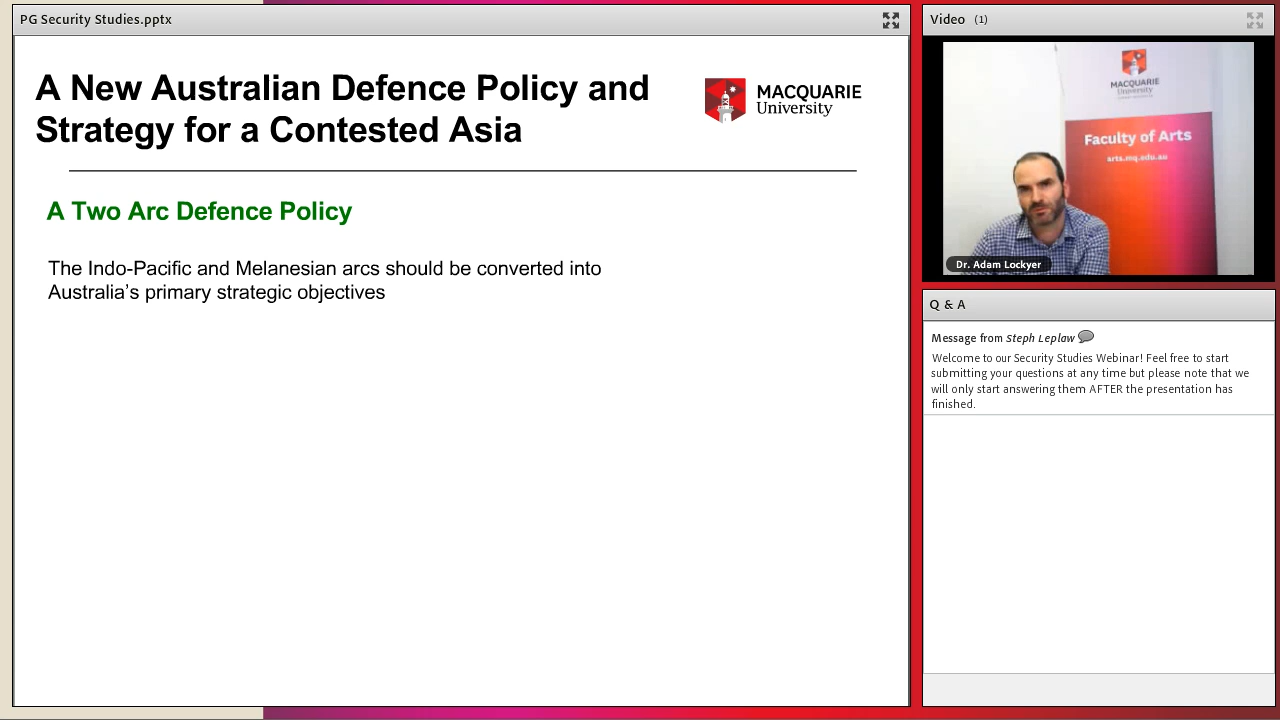 PG Security Studies.pptx
A New Australian Defence Policy and
Strategy for a Contested Asia
MACQUARIE
University
A Two Arc Defence Policy
The Indo-Pacific and Melanesian arcs should be converted into
Australia's primary strategic objectives
Video (1)
MACQUARIE
University
Faculty of Arts
arts.mq.edu.au
Dr. Adam Lockyer
Q & A
Message from Steph Leplaw
Welcome to our Security Studies Webinar! Feel free to start
submitting your questions at any time but please note that we
will only start answering them AFTER the presentation has
finished.